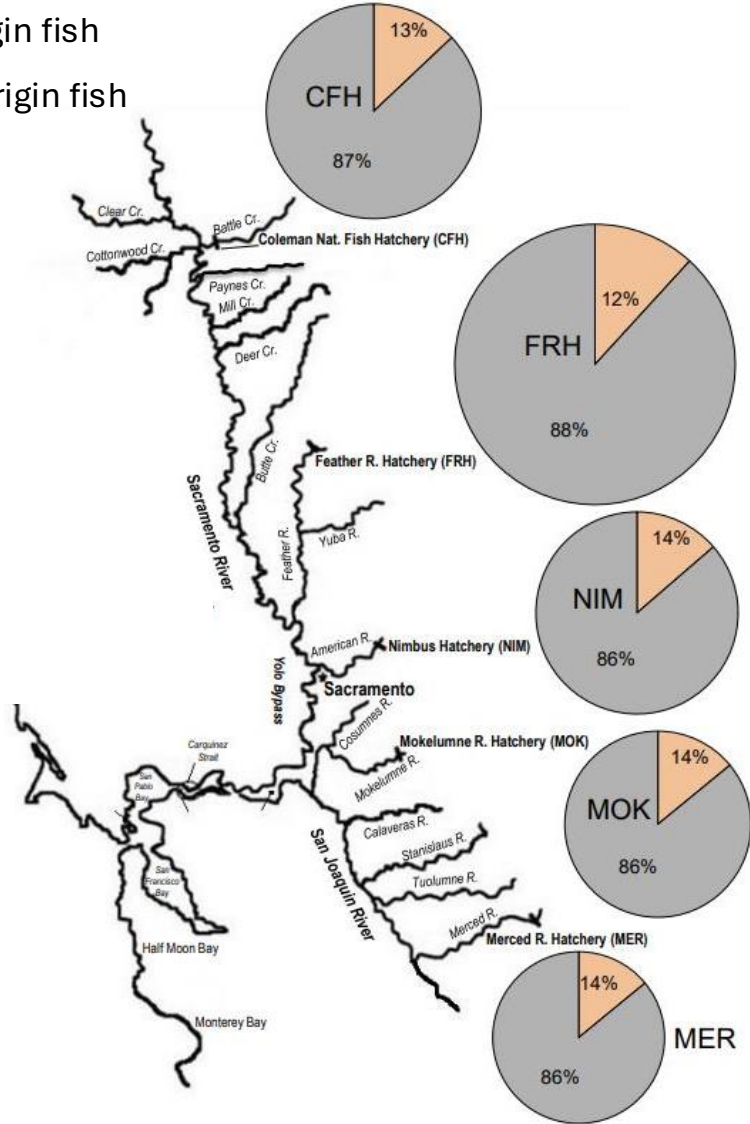 gin fish
rigin fish
13%
CFH
87%
Clear Cr.
Battle Cr.
Coleman Nat. Fish Hatchery (CFH)
Cottonwood Cr.
Paynes Cr.
Mill Cr.
Deer Cr.
12%
FRH
88%
Butte Cr.
Feather R. Hatchery (FRH)
Sacramento River
Feather R.
Yuba R.
14%
NIM
86%
American R.
Nimbus Hatchery (NIM)
Yolo Bypass
Sacramento
Cosumnes R.
Mokelumne R. Hatchery (MOK)
Mokelumne R.
14%
MOK
86%
Carquinez
Strait
San
Pablo
Bay
Calaveras R.
Stanislaus R.
San Joaquin River
Tuolumne R.
San
Francisco
Bay
Merced R.
Merced R. Hatchery (MER)
Half Moon Bay
14%
MER
86%
Monterey Bay